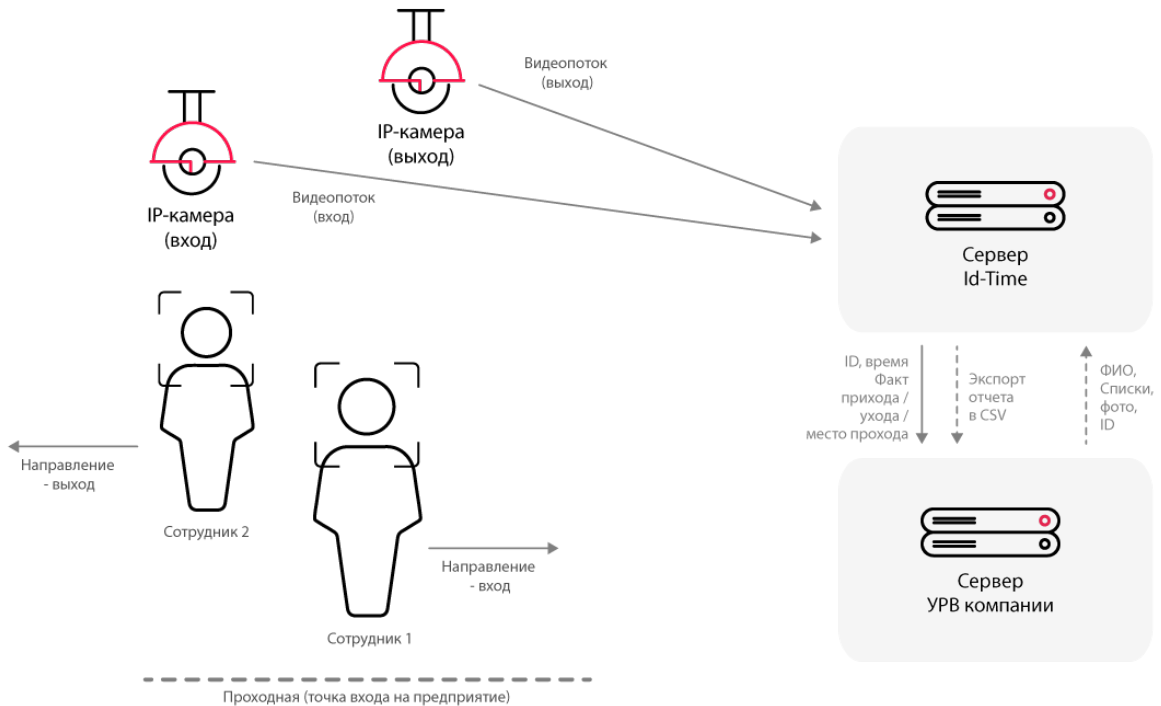 Видеопоток
(выход)
IP-камера
(выход)
Видеопоток
(вход)
IP-камера
(вход)
Сервер
Id-Time
ID, время
Факт
прихода /
ухода /
место прохода
Экспорт
отчета
в CSV
ФИО,
Списки,
фото,
ID
Направление
- выход
Сотрудник 2
Направление
- вход
Сотрудник 1
Сервер
УРВ компании
Проходная (точка входа на предприятие)